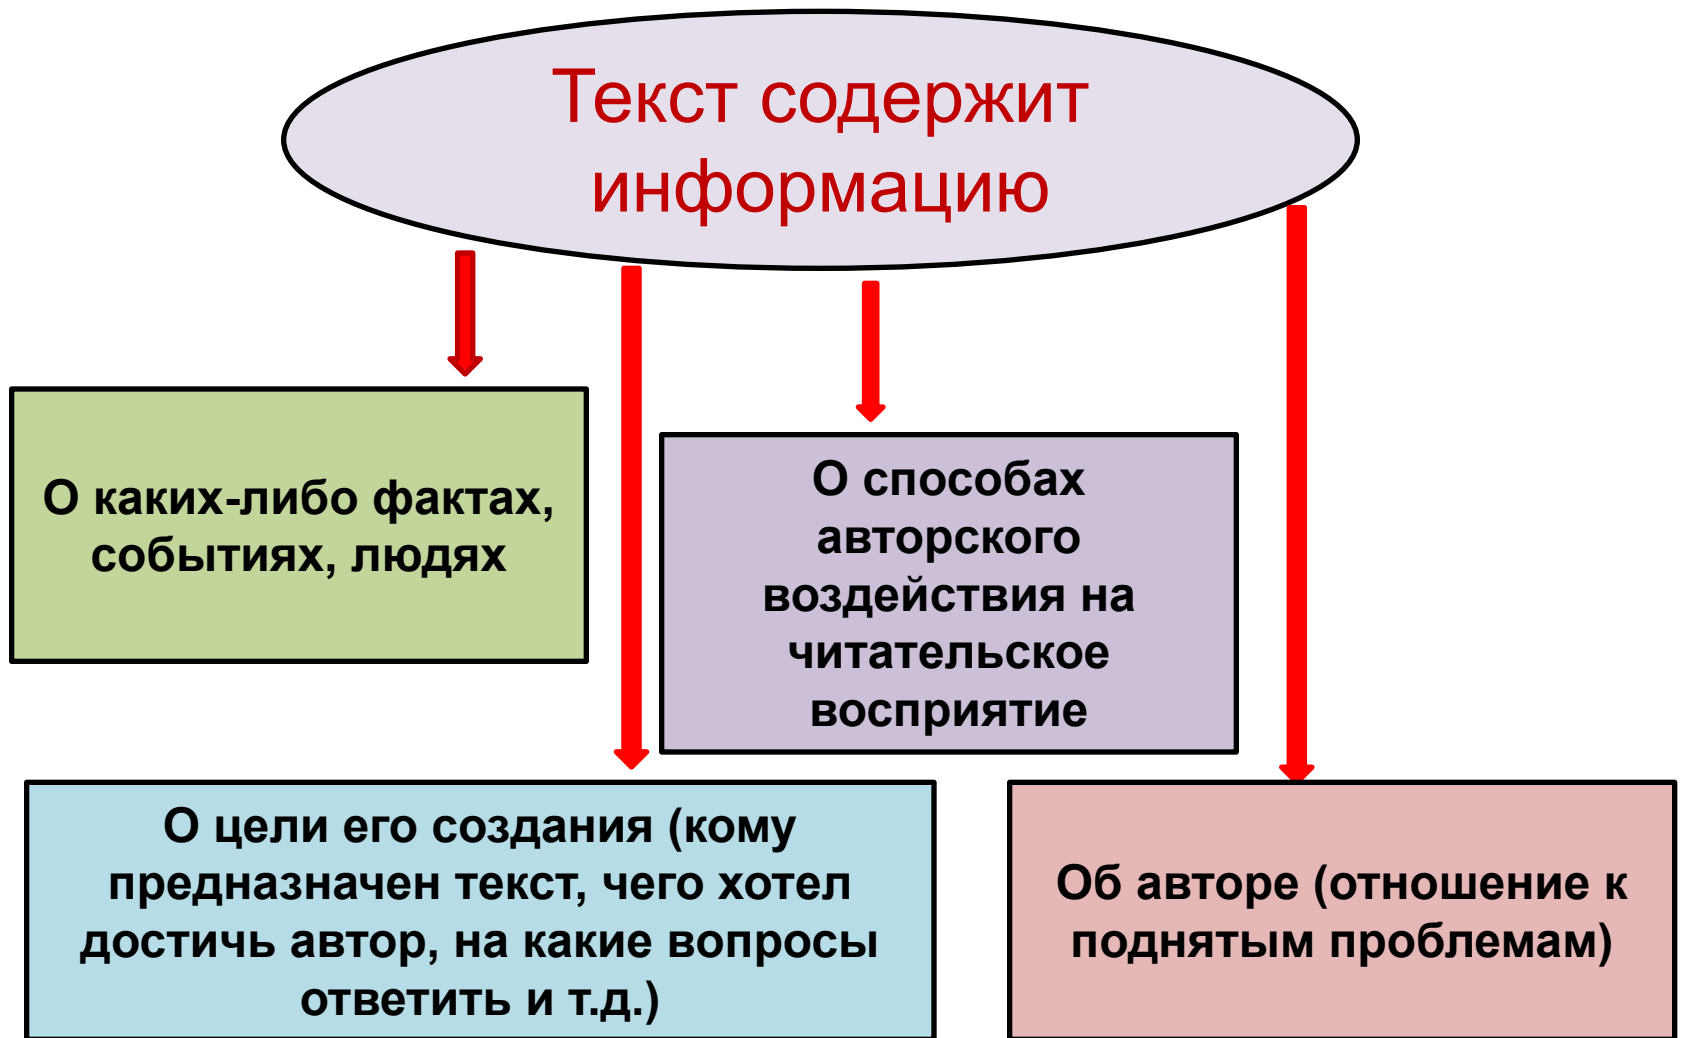 Текст содержит
информацию
О каких-либо фактах,
событиях, людях
О способах
авторского
воздействия на
читательское
восприятие
О цели его создания (кому
предназначен текст, чего хотел
достичь автор, на какие вопросы
ответить и т.д.)
Об авторе (отношение к
поднятым проблемам)